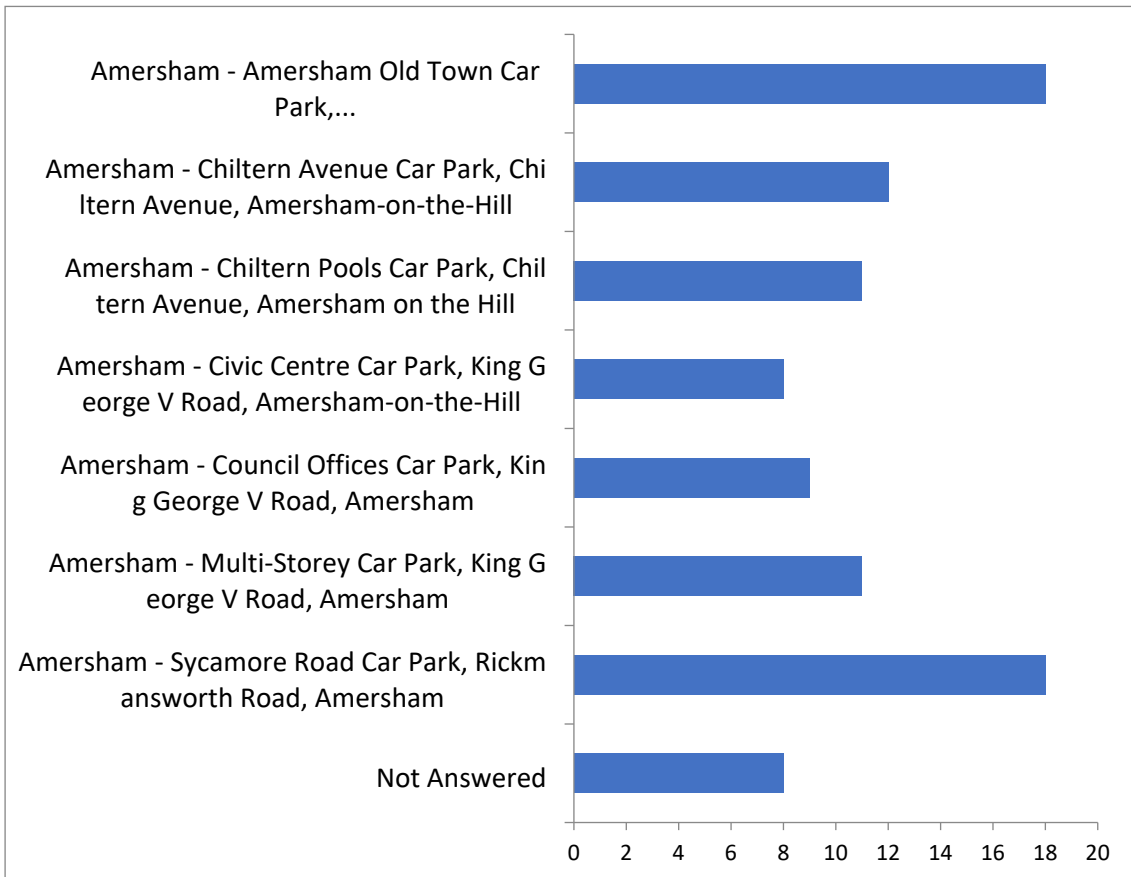 Amersham - Amersham Old Town Car
Park,...
Amersham - Chiltern Avenue Car Park, Chi
ltern Avenue, Amersham-on-the-Hill
Amersham - Chiltern Pools Car Park, Chil
tern Avenue, Amersham on the Hill
Amersham - Civic Centre Car Park, King G
eorge V Road, Amersham-on-the-Hill
Amersham - Council Offices Car Park, Kin
g George V Road, Amersham
Amersham - Multi-Storey Car Park, King G
eorge V Road, Amersham
Amersham - Sycamore Road Car Park, Rickm
answorth Road, Amersham
Not Answered
0 2 4 6 8 10 12 14 16 18 20